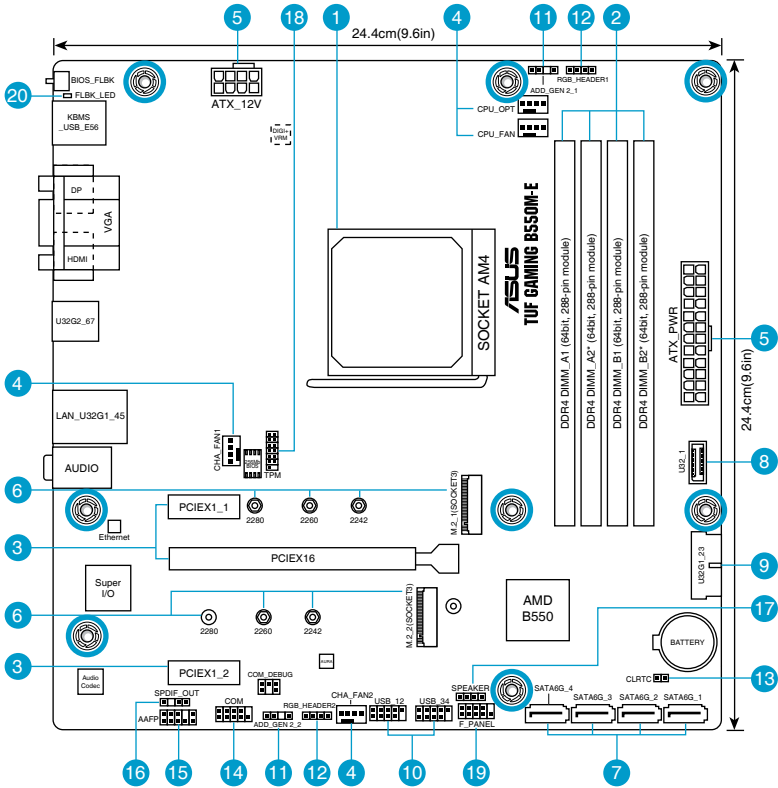 5
18
1
4
11
12
2
24.4cm(9.6in)
BIOS_FLBK
FLBK_LED
20
ATX_12V
RGB_HEADER1
ADD_GEN 2_1
KBMS
_USB_E56
CPU_OPT
CPU_FAN
DIGI+
VRM
DP
VGA
HDMI
SOCKET AM4
ASUS
TUF GAMING B550M-E
DDR4 DIMM_A1 (64bit, 288-pin module)
DDR4 DIMM_A2* (64bit, 288-pin module)
DDR4 DIMM_B1 (64bit, 288-pin module)
DDR4 DIMM_B2* (64bit, 288-pin module)
ATX_PWR
5
24.4cm(9.6in)
U32G2_67
4
LAN_U32G1_45
CHA_FAN1
TPM
AUDIO
U32_1
8
6
PCIEX1_1
2280
2260
2242
M.2_1(SOCKET3)
Ethernet
3
PCIEX16
U32G1_23
9
Super
I/O
AMD
B550
17
6
2280
2260
2242
M.2_2(SOCKET3)
BATTERY
AURA
3
PCIEX1_2
Audio
Codec
COM_DEBUG
CLRTC
13
SPDIF_OUT
16
AAFP
COM
RGB_HEADER2
ADD_GEN 2_2
CHA_FAN2
USB_12
USB_34
SPEAKER
F_PANEL
SATA6G_4
SATA6G_3
SATA6G_2
SATA6G_1
16
15
14
11
12
4
10
19
7